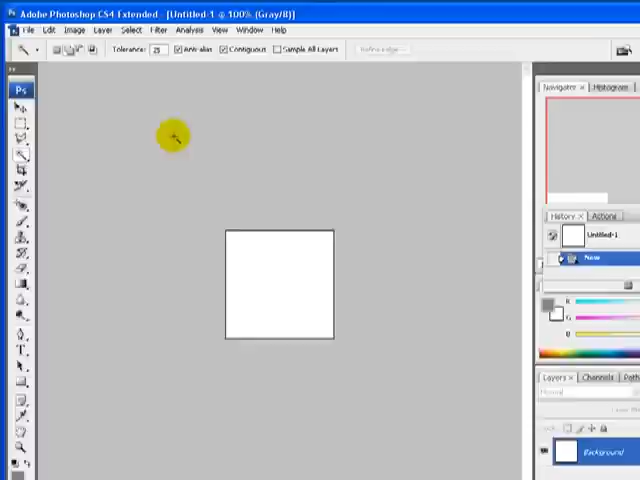 Adobe Photoshop CS4 Extended - [Untitled-1 @ 100% (Gray/8)]
File Edit Image Layer Select Filter Analysis View Window Help
Tolerance: 25 Anti-alias Contiguous Sample All Layers Refine Edge...
Ps
Navigator × Histogram
History × Actions
Untitled-1
New
Layers × Channels Path
Normal
Background
T